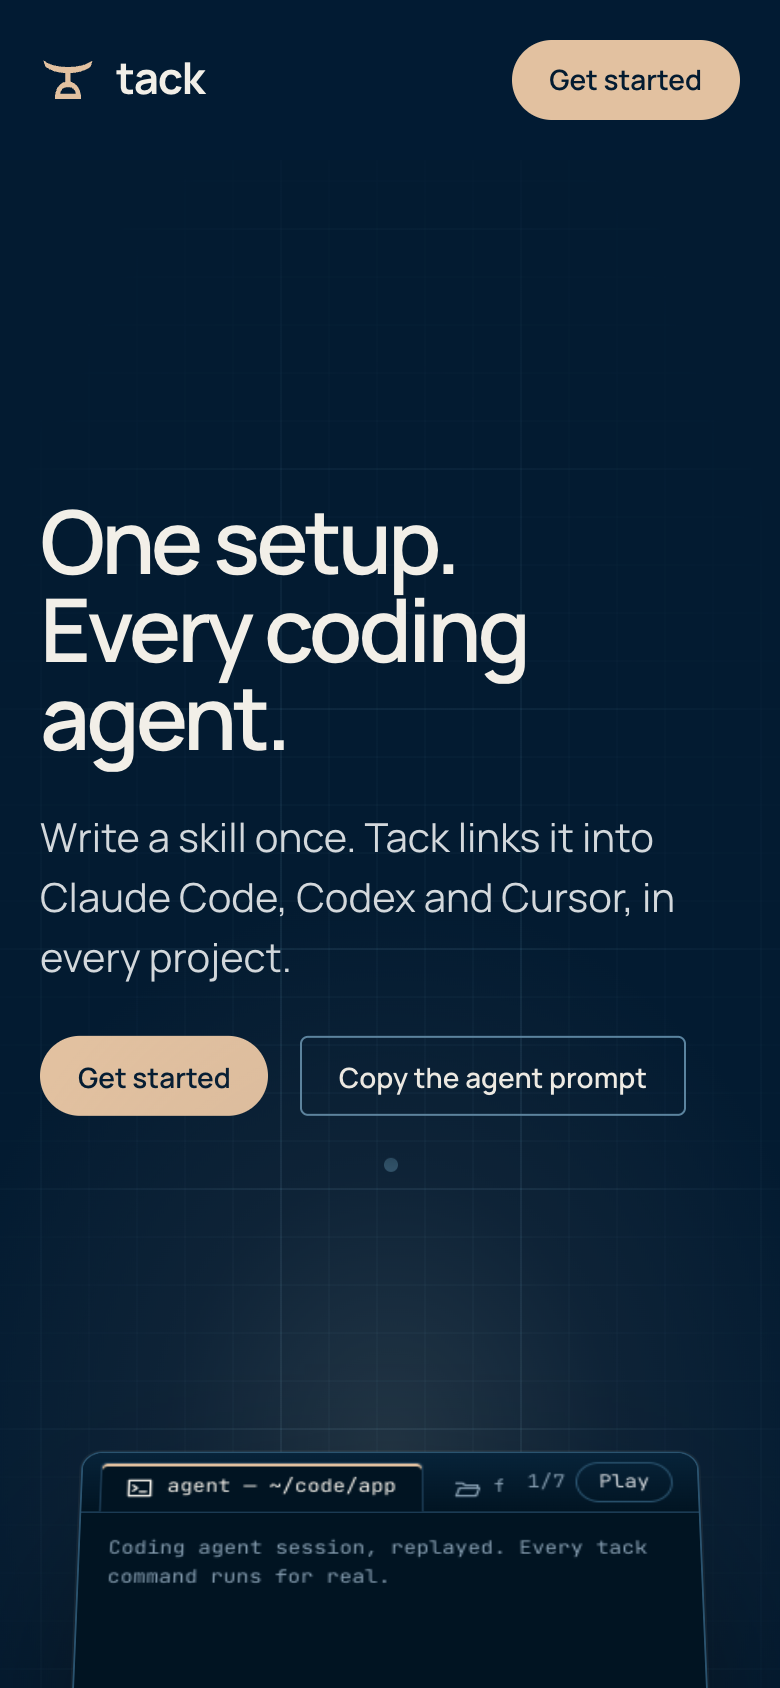 tack
Get started
One setup.
Every coding
agent.
Write a skill once. Tack links it into
Claude Code, Codex and Cursor, in
every project.
Get started
Copy the agent prompt
agent — ~/code/app
f
1/7
Play
Coding agent session, replayed. Every tack
command runs for real.